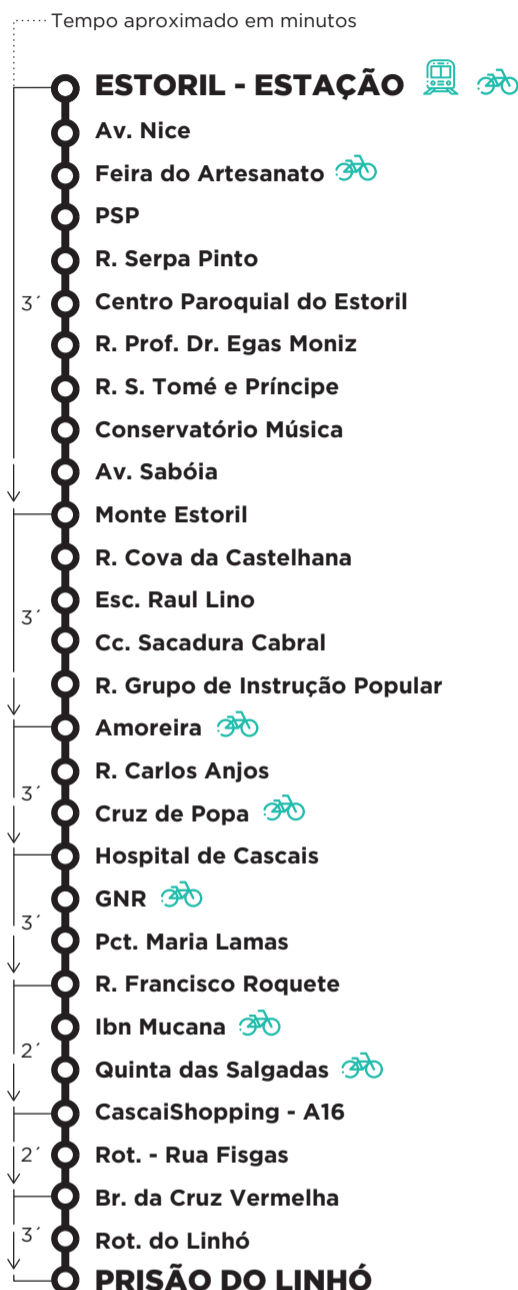 Tempo aproximado em minutos
ESTORIL - ESTAÇÃO
Av. Nice
Feira do Artesanato
PSP
R. Serpa Pinto
3´ Centro Paroquial do Estoril
R. Prof. Dr. Egas Moniz
R. S. Tomé e Príncipe
Conservatório Música
Av. Sabóia
Monte Estoril
R. Cova da Castelhana
Esc. Raul Lino
3´
Cc. Sacadura Cabral
R. Grupo de Instrução Popular
Amoreira
R. Carlos Anjos
3´
Cruz de Popa
Hospital de Cascais
GNR
3´
Pct. Maria Lamas
R. Francisco Roquete
Ibn Mucana
2´
Quinta das Salgadas
CascaiShopping - A16
2´ Rot. - Rua Fisgas
Br. da Cruz Vermelha
3´ Rot. do Linhó
PRISÃO DO LINHÓ